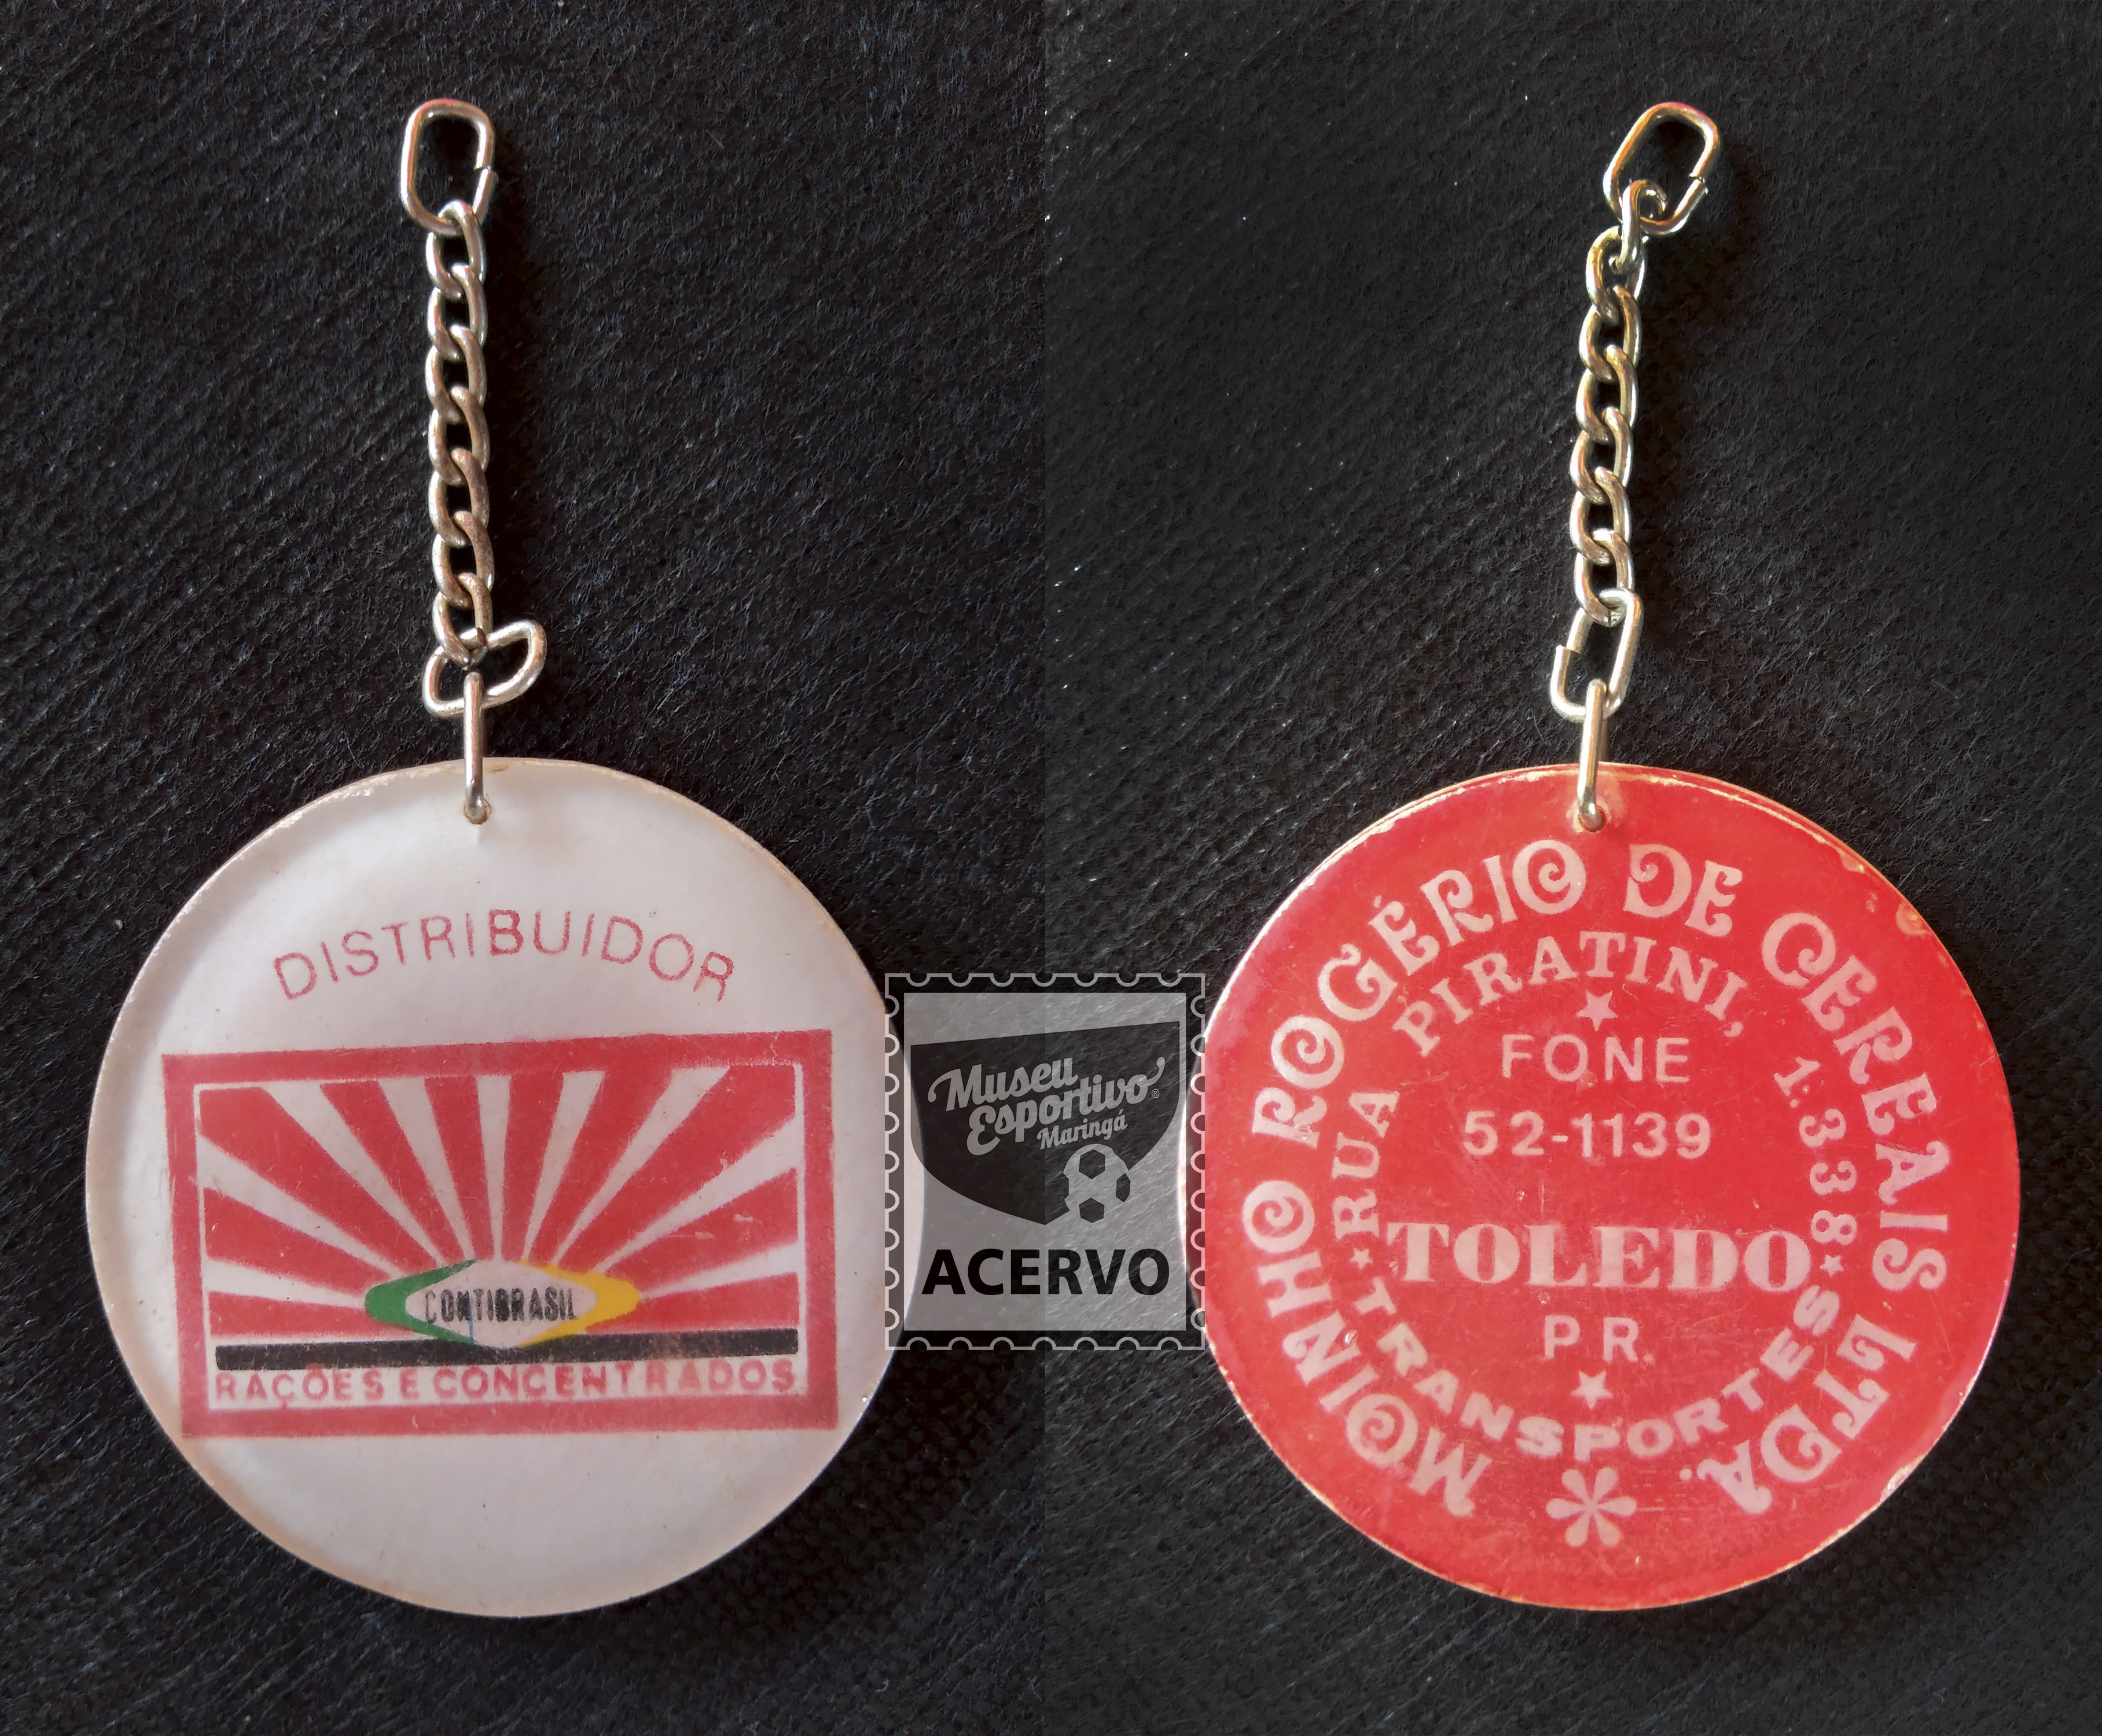 DISTRIBUIDOR
CONTIBRASIL
RAÇÕES E CONCENTRADOS
Museu
Esportivo®
Maringá
ACERVO
MOINHO ROGÉRIO DE CEREAIS LTDA.
RUA PIRATINI, 1.338
FONE
52-1139
TOLEDO
PR.
TRANSPORTES